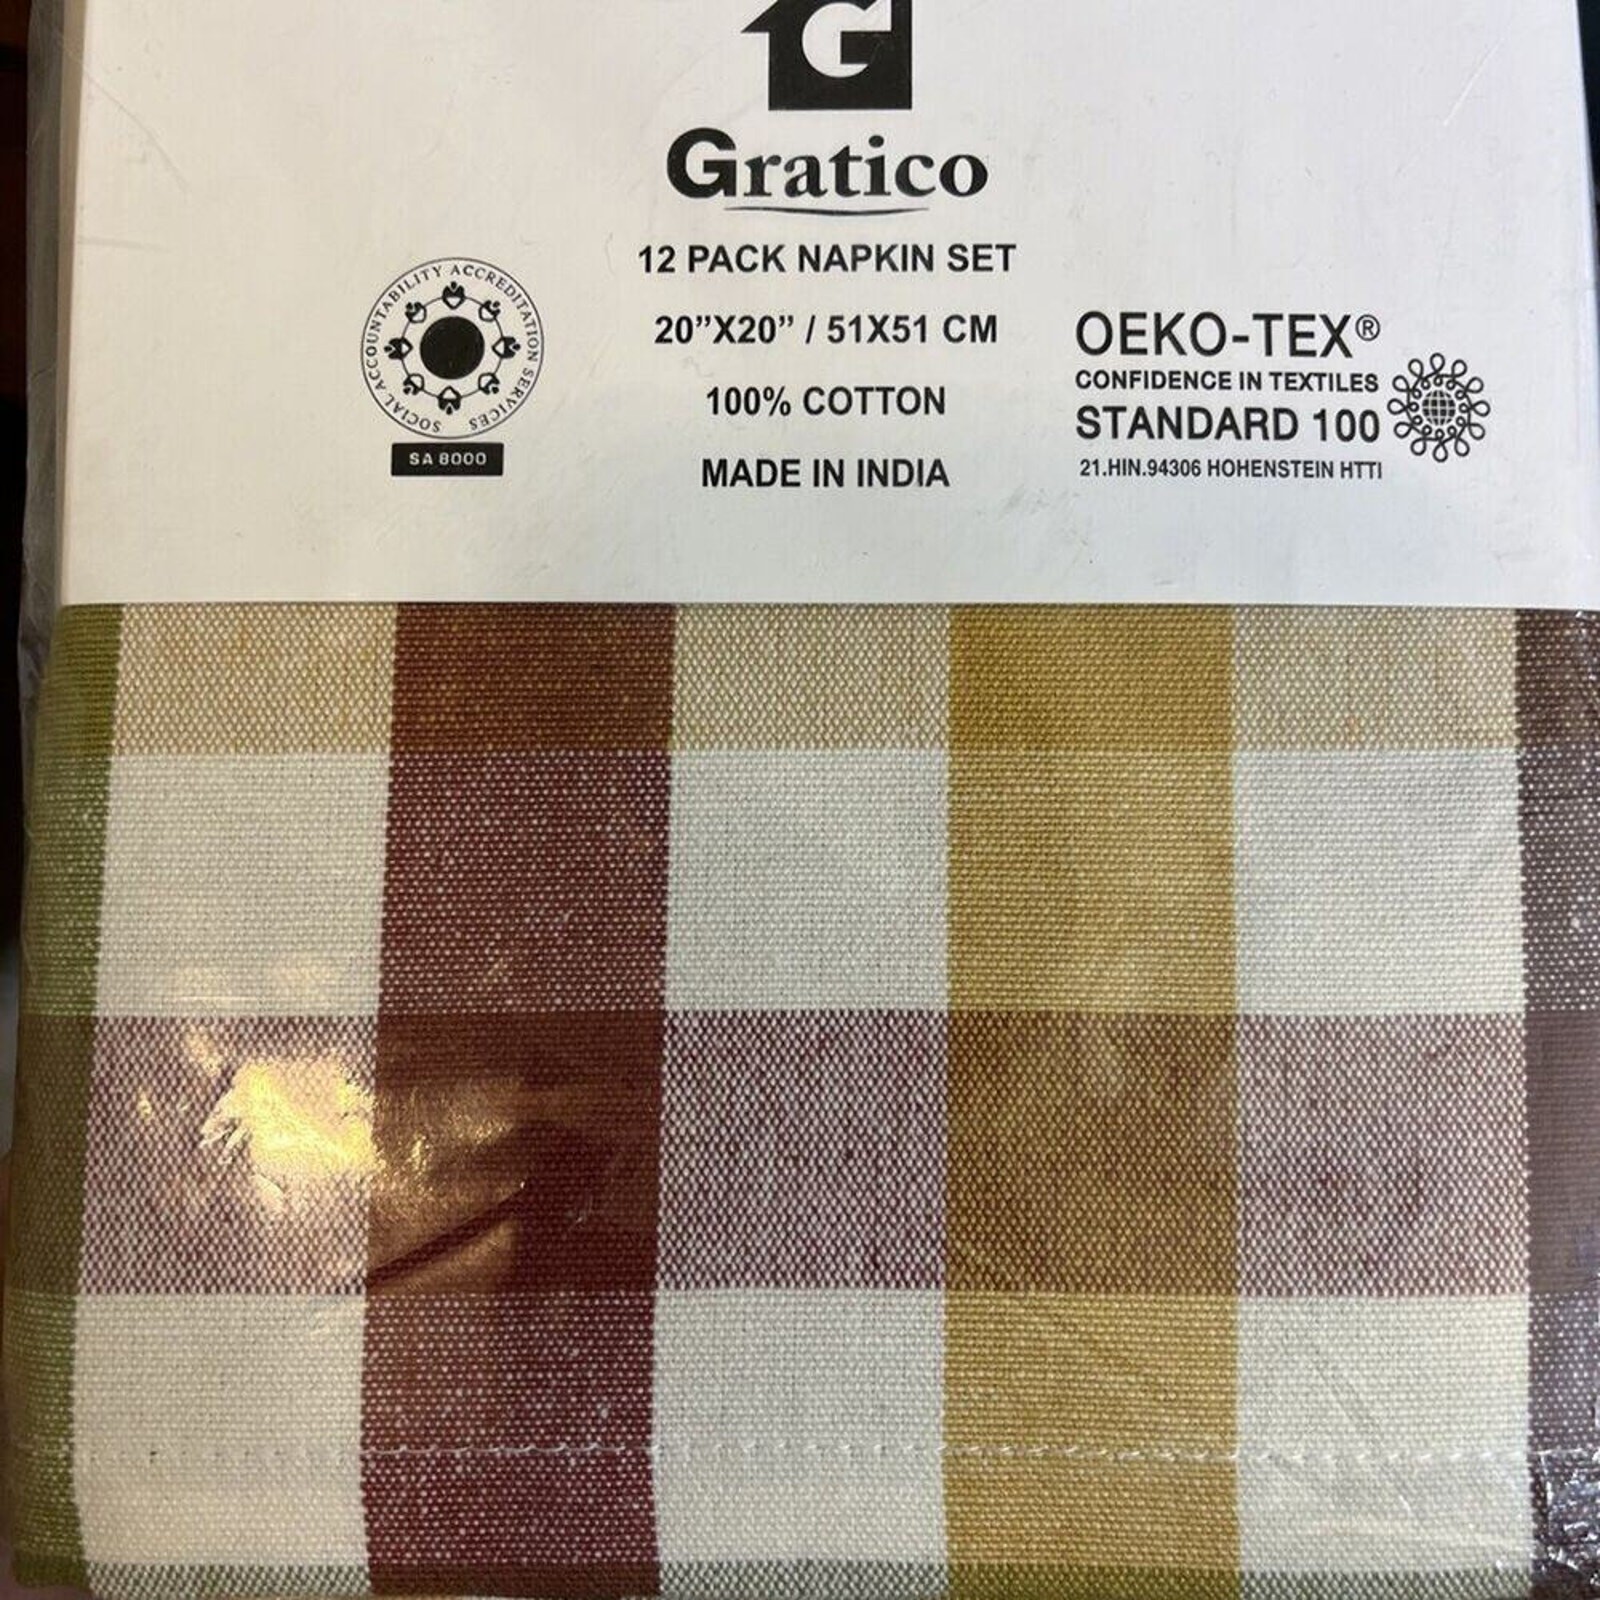 G
Gratico
12 PACK NAPKIN SET
20”X20” / 51X51 CM
100% COTTON
MADE IN INDIA
SOCIAL ACCOUNTABILITY ACCREDITATION SERVICES
SA 8000
OEKO-TEX®
CONFIDENCE IN TEXTILES
STANDARD 100
21.HIN.94306 HOHENSTEIN HTTI